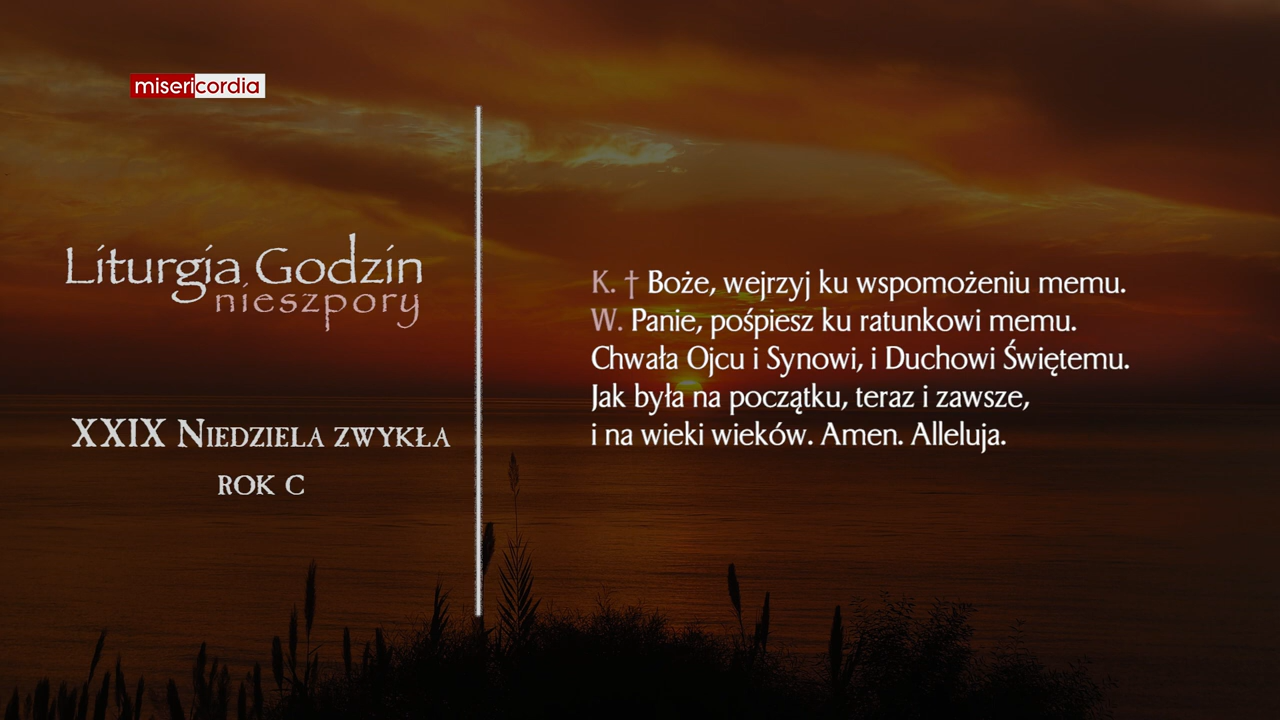 misericordia
Liturgia Godzin
nieszpory
XXIX Niedziela zwykła
rok C
K. † Boże, wejrzyj ku wspomożeniu memu.
W. Panie, pośpiesz ku ratunkowi memu.
Chwała Ojcu i Synowi, i Duchowi Świętemu.
Jak była na początku, teraz i zawsze,
i na wieki wieków. Amen. Alleluja.